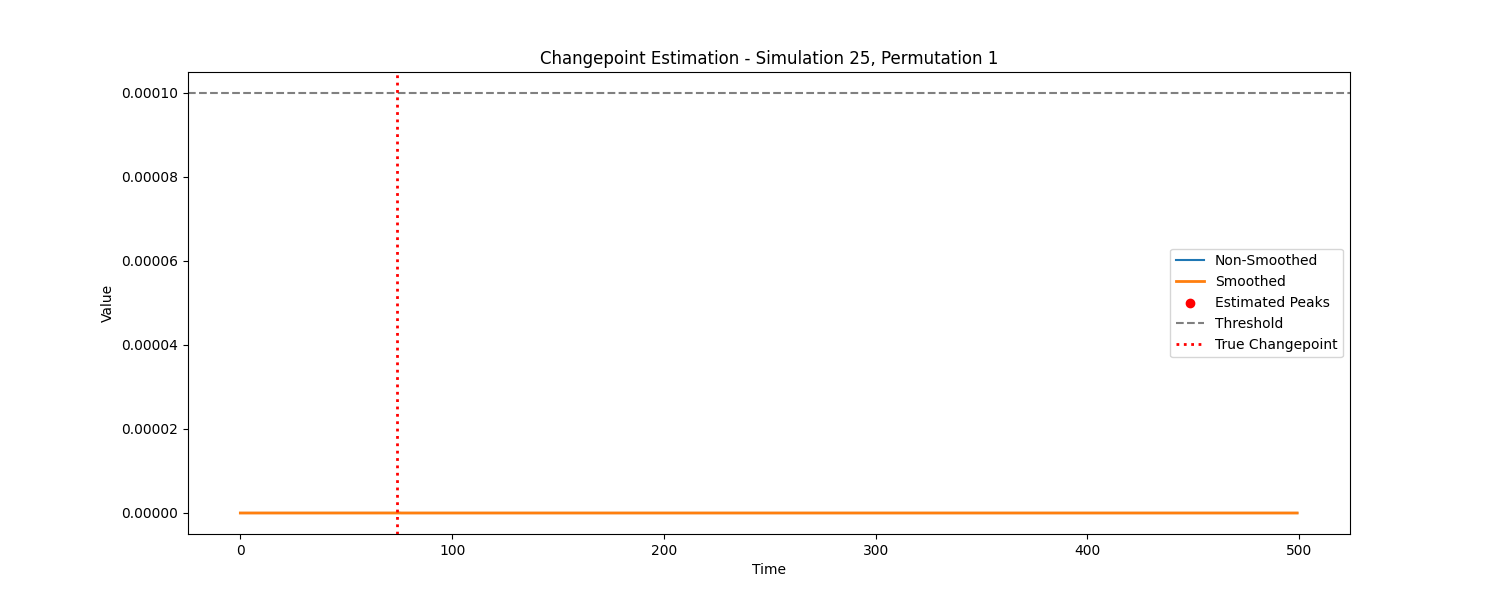 Changepoint Estimation - Simulation 25, Permutation 1
0.00010
0.00008
0.00006
0.00004
0.00002
0.00000
Value
Non-Smoothed
Smoothed
Estimated Peaks
Threshold
True Changepoint
0 100 200 300 400 500
Time